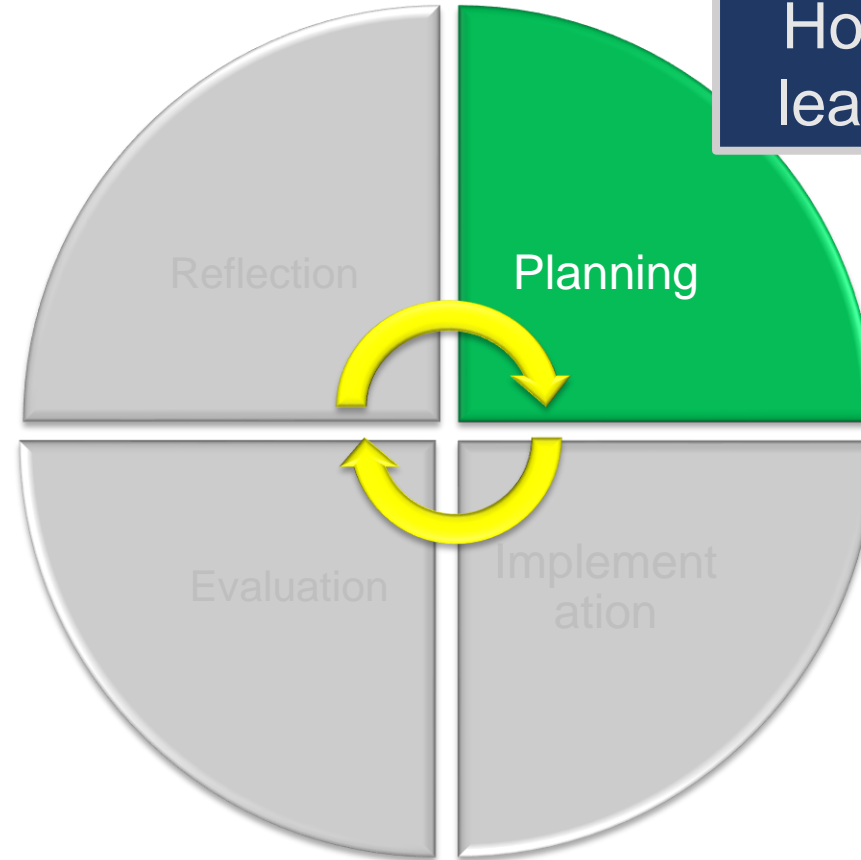 Ho
lea
Reflection
Planning
Evaluation
Implement
ation